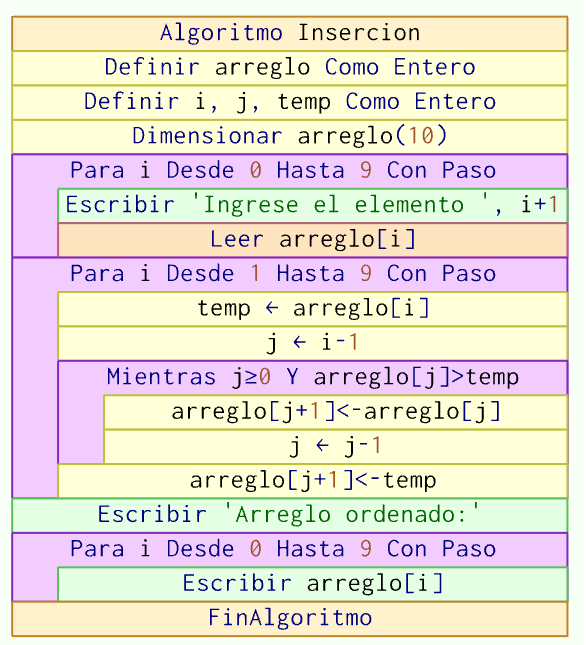 Algoritmo Insercion
Definir arreglo Como Entero
Definir i, j, temp Como Entero
Dimensionar arreglo(10)
Para i Desde 0 Hasta 9 Con Paso
Escribir 'Ingrese el elemento ', i+1
Leer arreglo[i]
Para i Desde 1 Hasta 9 Con Paso
temp ← arreglo[i]
j ← i-1
Mientras j≥0 Y arreglo[j]>temp
arreglo[j+1]<-arreglo[j]
j ← j-1
arreglo[j+1]<-temp
Escribir 'Arreglo ordenado:'
Para i Desde 0 Hasta 9 Con Paso
Escribir arreglo[i]
FinAlgoritmo